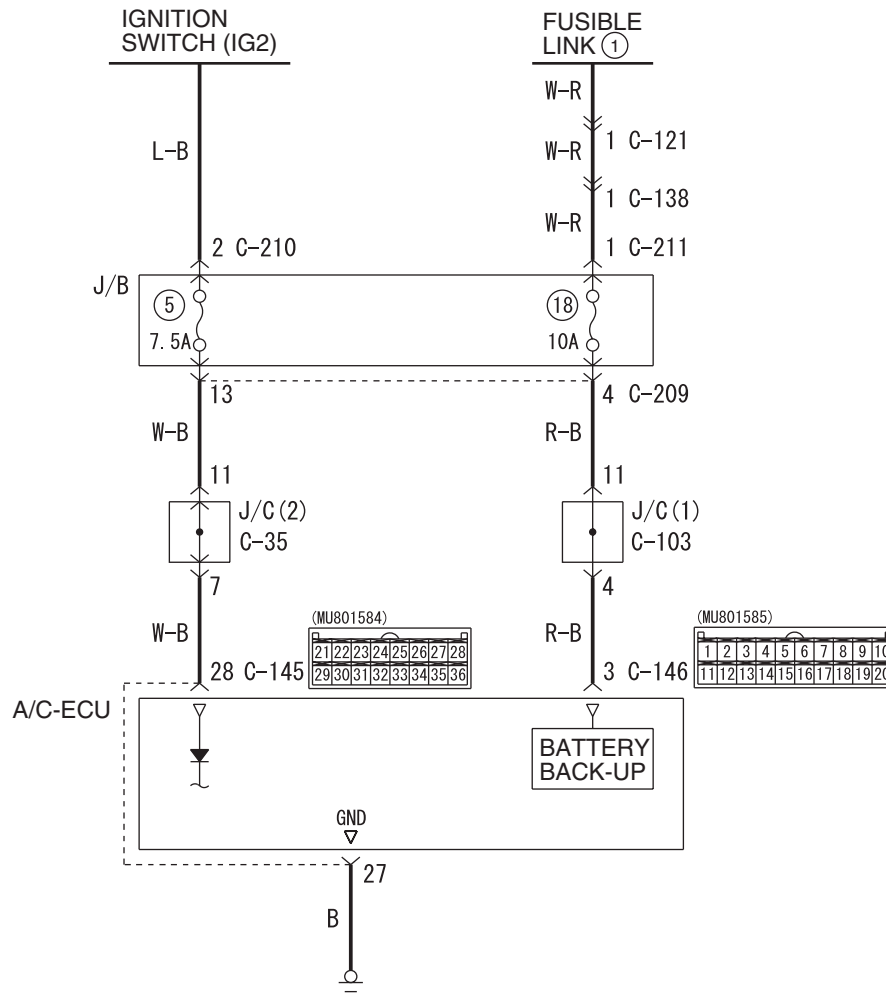 IGNITION
SWITCH (IG2)
FUSIBLE
LINK ①
W-R
L-B
W-R
1 C-121
1 C-138
W-R
2 C-210
1 C-211
J/B
5
7.5A
18
10A
13
4 C-209
W-B
R-B
11
11
J/C(2)
C-35
J/C(1)
C-103
7
4
W-B
(MU801584)
21 22 23 24 25 26 27 28
29 30 31 32 33 34 35 36
R-B
(MU801585)
1 2 3 4 5 6 7 8 9 10
11 12 13 14 15 16 17 18 19 20
28 C-145
3 C-146
A/C-ECU
BATTERY
BACK-UP
GND
27
B